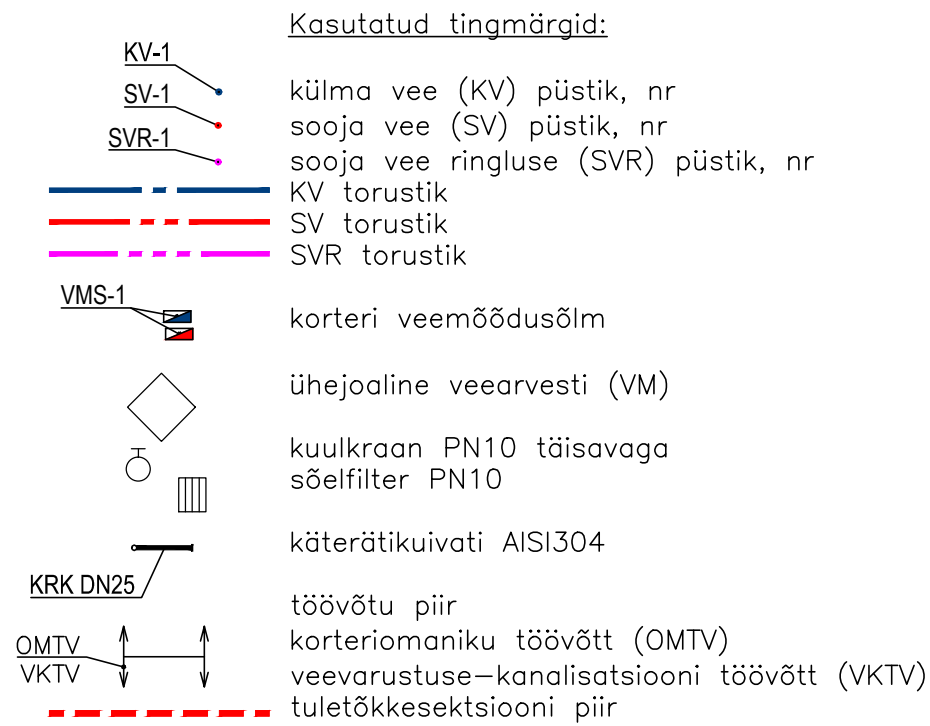 Kasutatud tingmärgid:
KV-1
külma vee (KV) püstik, nr
SV-1
sooja vee (SV) püstik, nr
SVR-1
sooja vee ringluse (SVR) püstik, nr
KV torustik
SV torustik
SVR torustik
VMS-1
korteri veemõõdusõlm
ühejoaline veearvesti (VM)
kuulkraan PN10 täisavaga
sõelfilter PN10
käterätikuivati AISI304
KRK DN25
töövõtu piir
OMTV
korteriomaniku töövõtt (OMTV)
VKTV
veevarustuse-kanalisatsiooni töövõtt (VKTV)
tuletõkkesektsiooni piir